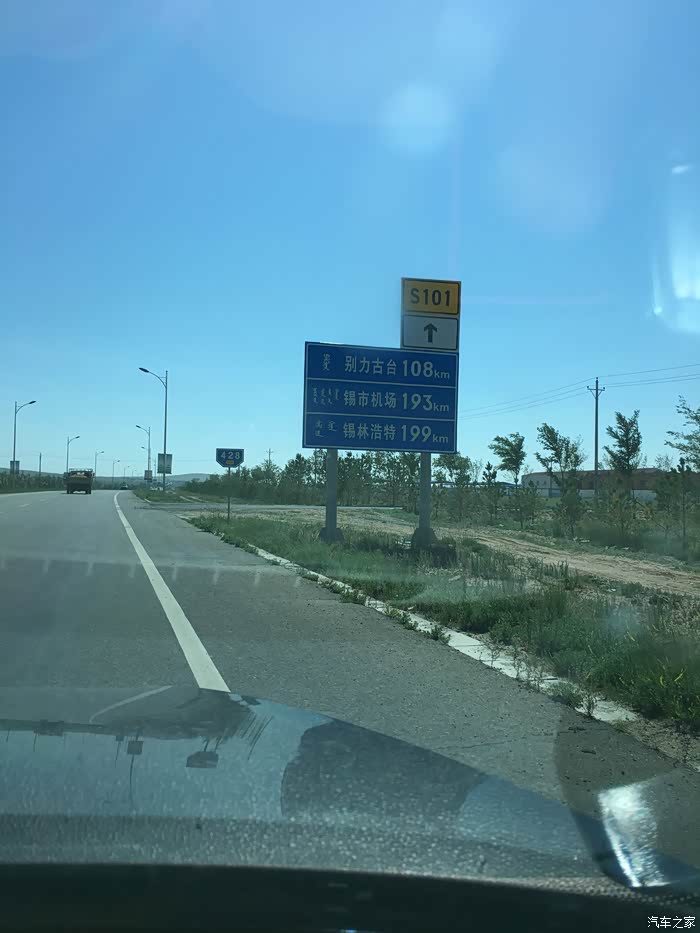 S101
别力古台 108km
锡市机场 193km
锡林浩特 199km
428
汽车之家